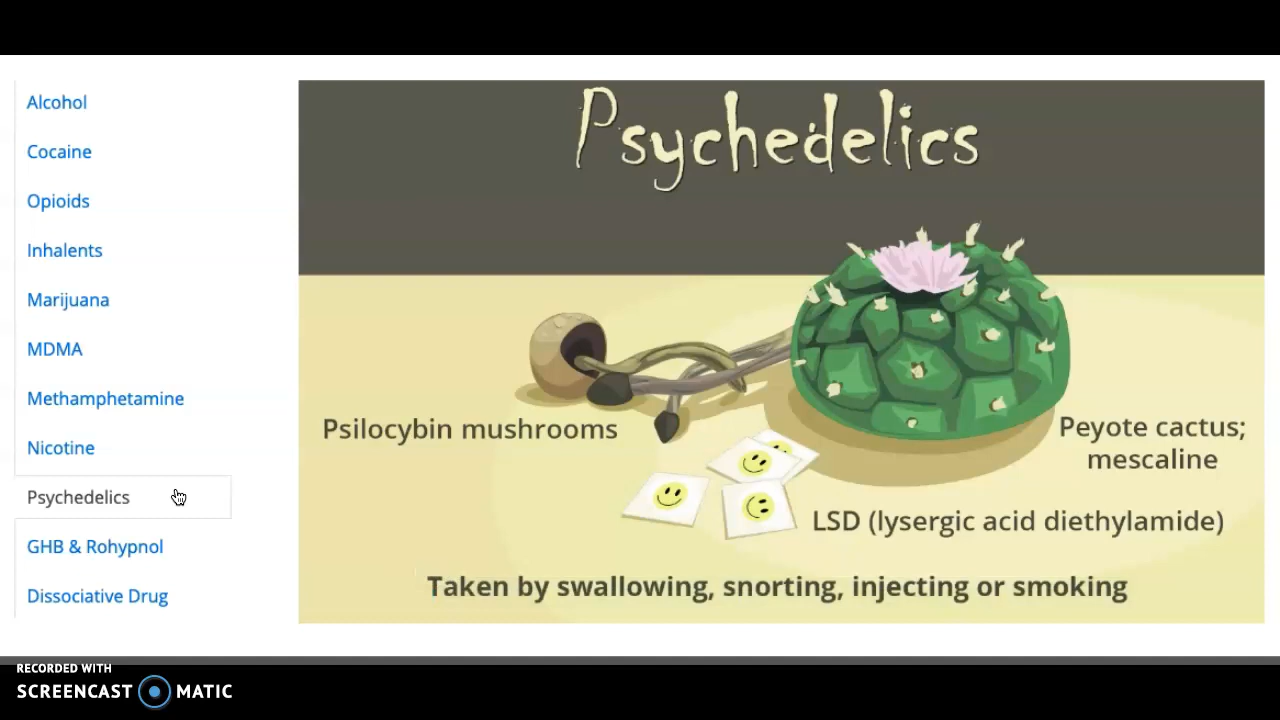 Alcohol
Cocaine
Opioids
Inhalents
Marijuana
MDMA
Methamphetamine
Nicotine
Psychedelics
GHB & Rohypnol
Dissociative Drug
Psychedelics
Psilocybin mushrooms
Peyote cactus;
mescaline
LSD (lysergic acid diethylamide)
Taken by swallowing, snorting, injecting or smoking
RECORDED WITH
SCREENCAST MATIC